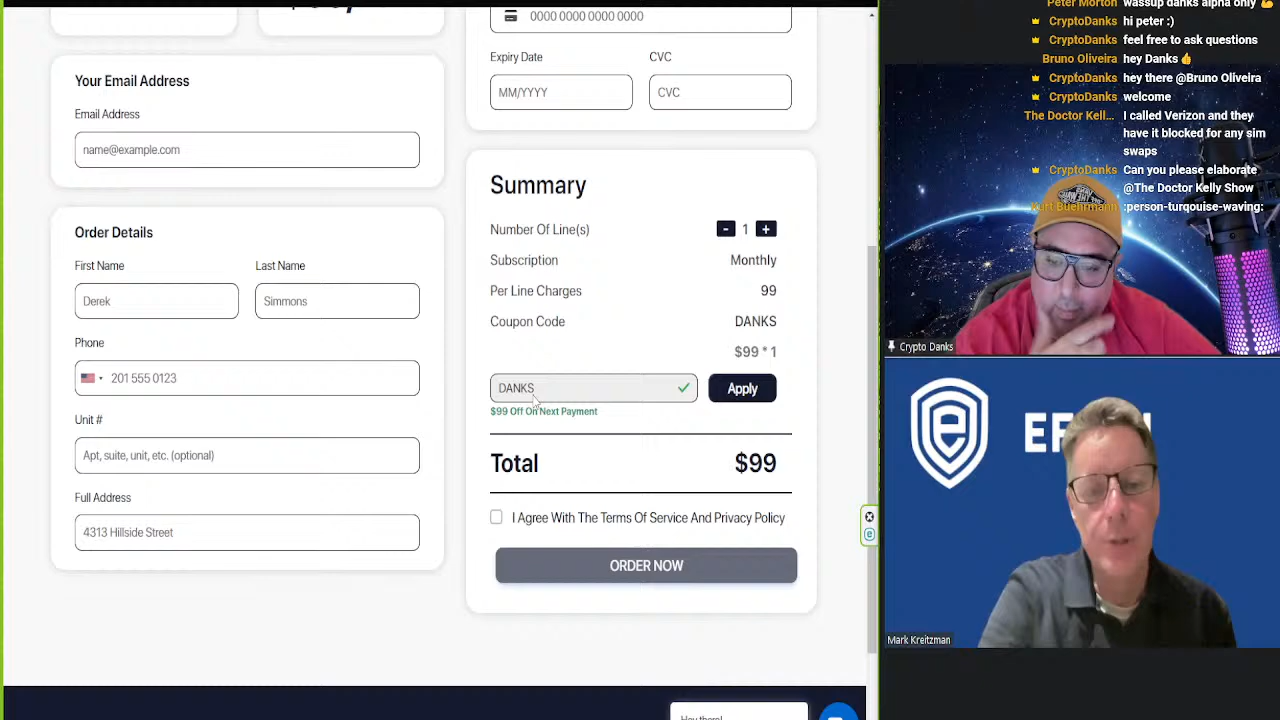 0000 0000 0000 0000
Your Email Address
Email Address
name@example.com
Expiry Date
CVC
MM/YYYY
CVC
Order Details
First Name
Last Name
Derek
Simmons
Phone
201 555 0123
Unit #
Apt, suite, unit, etc. (optional)
Full Address
4313 Hillside Street
Summary
Number Of Line(s)
- 1 +
Subscription
Monthly
Per Line Charges
99
Coupon Code
DANKS
$99 * 1
DANKS
Apply
$99 Off On Next Payment
Total
$99
I Agree With The Terms Of Service And Privacy Policy
ORDER NOW
Hey there!
Peter Morton wassup danks alpha only
CryptoDanks hi peter :)
CryptoDanks feel free to ask questions
Bruno Oliveira hey Danks
CryptoDanks hey there @Bruno Oliveira
CryptoDanks welcome
The Doctor Kell... I called Verizon and they
have it blocked for any sim
swaps
CryptoDanks Can you please elaborate
@The Doctor Kelly Show
Kurt Buehrmann :person-turqouise-waving:
Crypto Danks
e
Mark Kreitzman